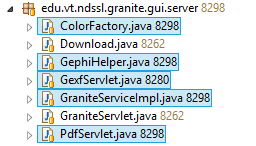 edu.vt.ndssl.granite.gui.server 8298
ColorFactory.java 8298
Download.java 8262
GephiHelper.java 8298
GexfServlet.java 8280
GraniteServiceImpl.java 8298
GraniteServlet.java 8262
PdfServlet.java 8298